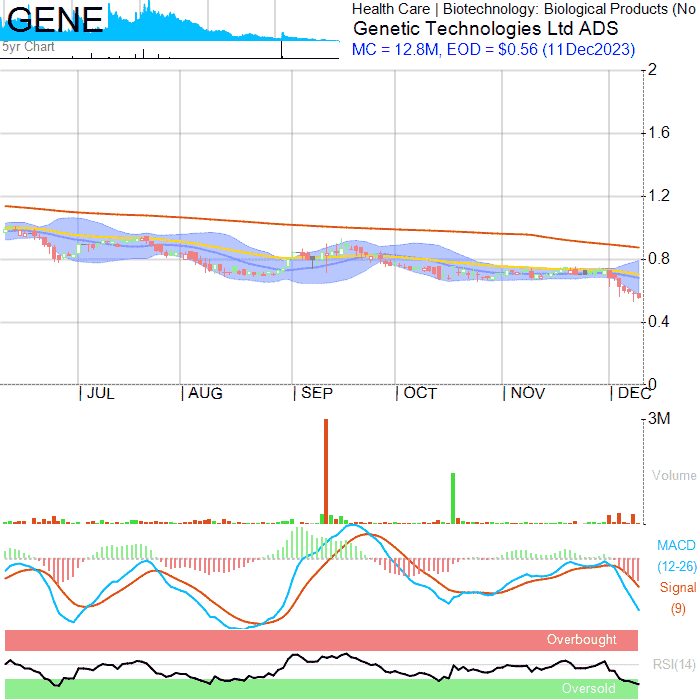 GENE
5yr Chart
Health Care | Biotechnology: Biological Products (No
Genetic Technologies Ltd ADS
MC = 12.8M, EOD = $0.56 (11Dec2023)
2
1.6
1.2
0.8
0.4
0
| JUL | AUG | SEP | OCT | NOV | DEC
3M
Volume
MACD
(12-26)
Signal
(9)
Overbought
RSI(14)
Oversold